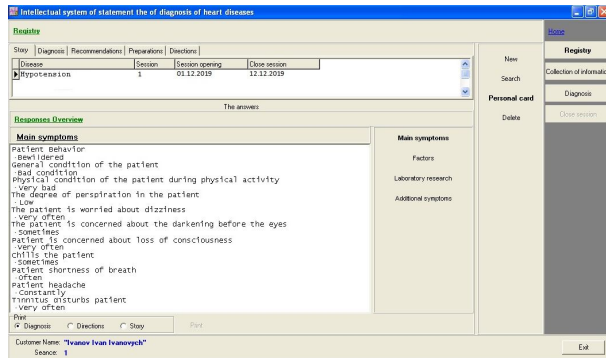 Intellectual system of statement the of diagnosis of heart diseases
Registry
Home
Story Diagnosis Recommendations Preparations Directions
Disease Session Session opening Close session
Hypotension 1 01.12.2019 12.12.2019
New
Search
Personal card
Delete
Registry
Collection of informatio
Diagnosis
Close session
The answers
Responses Overview
Main symptoms
Patient Behavior
-Bewildered
General condition of the patient
-Bad condition
Physical condition of the patient during physical activity
-Very bad
The degree of perspiration in the patient
-Low
The patient is worried about dizziness
-Very often
The patient is concerned about the darkening before the eyes
-Sometimes
Patient is concerned about loss of consciousness
-Very often
Chills the patient
-Sometimes
Patient shortness of breath
-Often
Patient headache
-Constantly
Tinnitus disturbs patient
-Very often
Main symptoms
Factors
Laboratory research
Additional symptoms
Print
Diagnosis Directions Story Print
Customer Name: "Ivanov Ivan Ivanovych"
Seance: 1
Exit